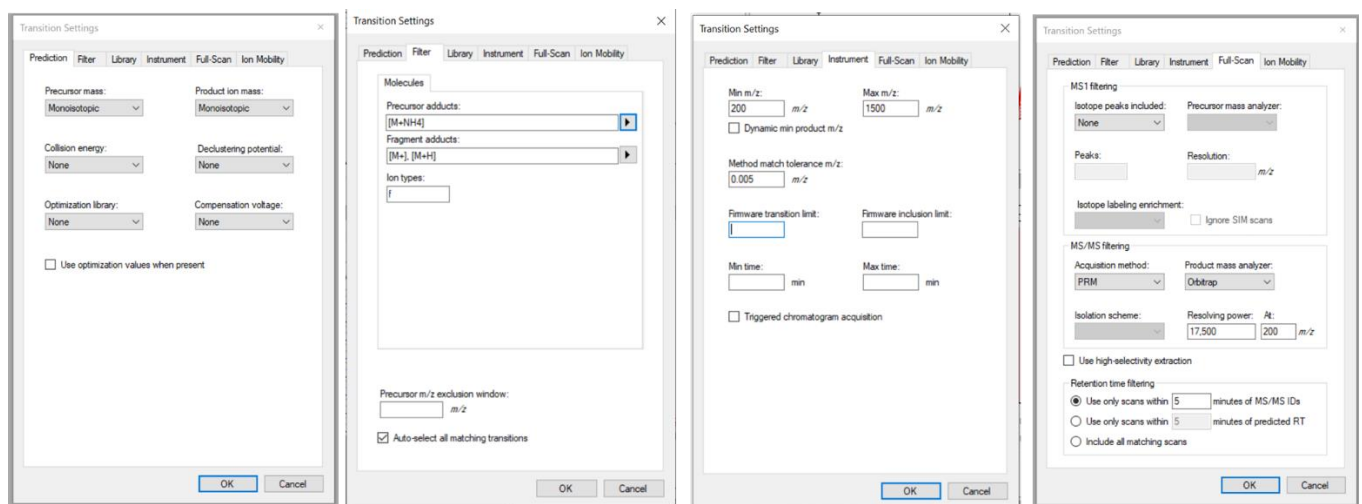 Transition Settings
Prediction Filter Library Instrument Full-Scan Ion Mobility
Precursor mass: Product ion mass:
Monoisotopic Monoisotopic
Collision energy: Declustering potential:
None None
Optimization library: Compensation voltage:
None None
Use optimization values when present
OK Cancel
Transition Settings
Prediction Filter Library Instrument Full-Scan Ion Mobility
Molecules
Precursor adducts:
[M+NH4]
Fragment adducts:
[M+], [M+H]
Ion types:
f
Precursor m/z exclusion window:
m/z
Auto-select all matching transitions
OK Cancel
Transition Settings
Prediction Filter Library Instrument Full-Scan Ion Mobility
Min m/z: Max m/z:
200 m/z 1500 m/z
Dynamic min product m/z
Method match tolerance m/z:
0.005 m/z
Firmware transition limit: Firmware inclusion limit:
Min time: Max time:
min min
Triggered chromatogram acquisition
OK Cancel
Transition Settings
Prediction Filter Library Instrument Full-Scan Ion Mobility
MS1 filtering
Isotope peaks included: Precursor mass analyzer:
None
Peaks: Resolution:
m/z
Isotope labeling enrichment:
Ignore SIM scans
MS/MS filtering
Acquisition method: Product mass analyzer:
PRM Orbitrap
Isolation scheme: Resolving power: At:
17,500 200 m/z
Use high-selectivity extraction
Retention time filtering
Use only scans within 5 minutes of MS/MS IDs
Use only scans within 5 minutes of predicted RT
Include all matching scans
OK Cancel